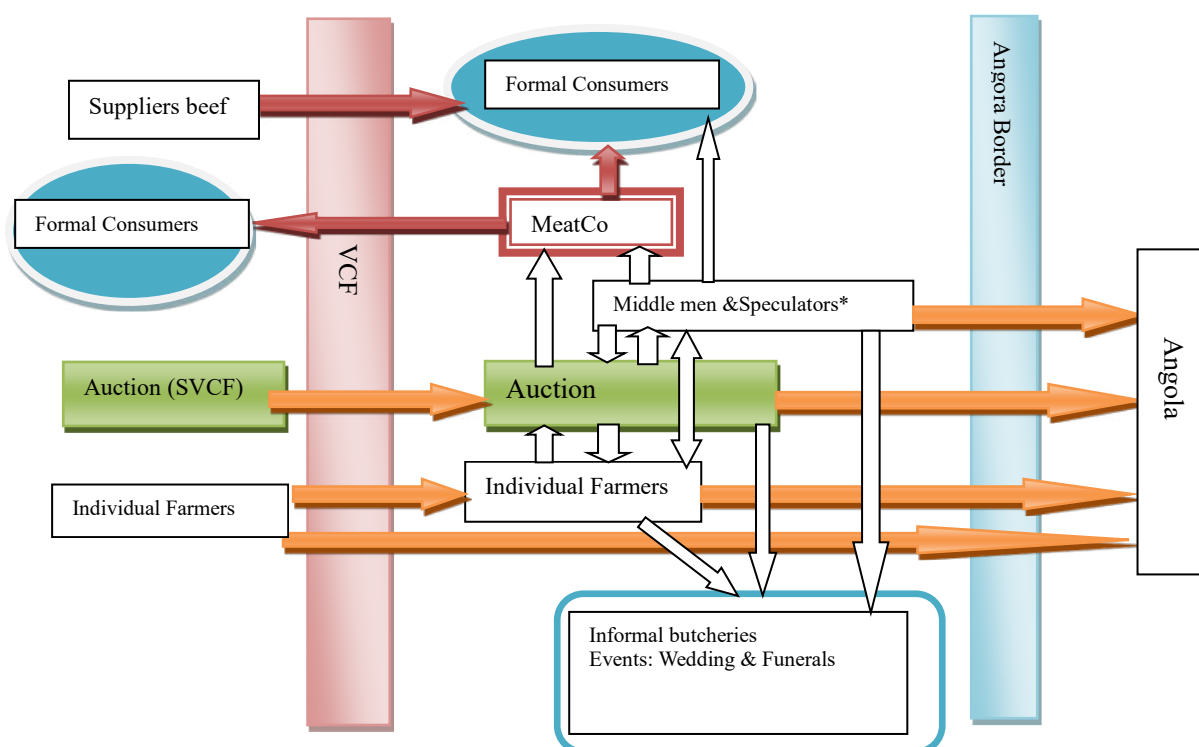 Formal Consumers
Suppliers beef
Angora Border
Formal Consumers
MeatCo
VCF
Middle men &Speculators*
Angola
Auction (SVCF)
Auction
Individual Farmers
Individual Farmers
Informal butcheries
Events: Wedding & Funerals